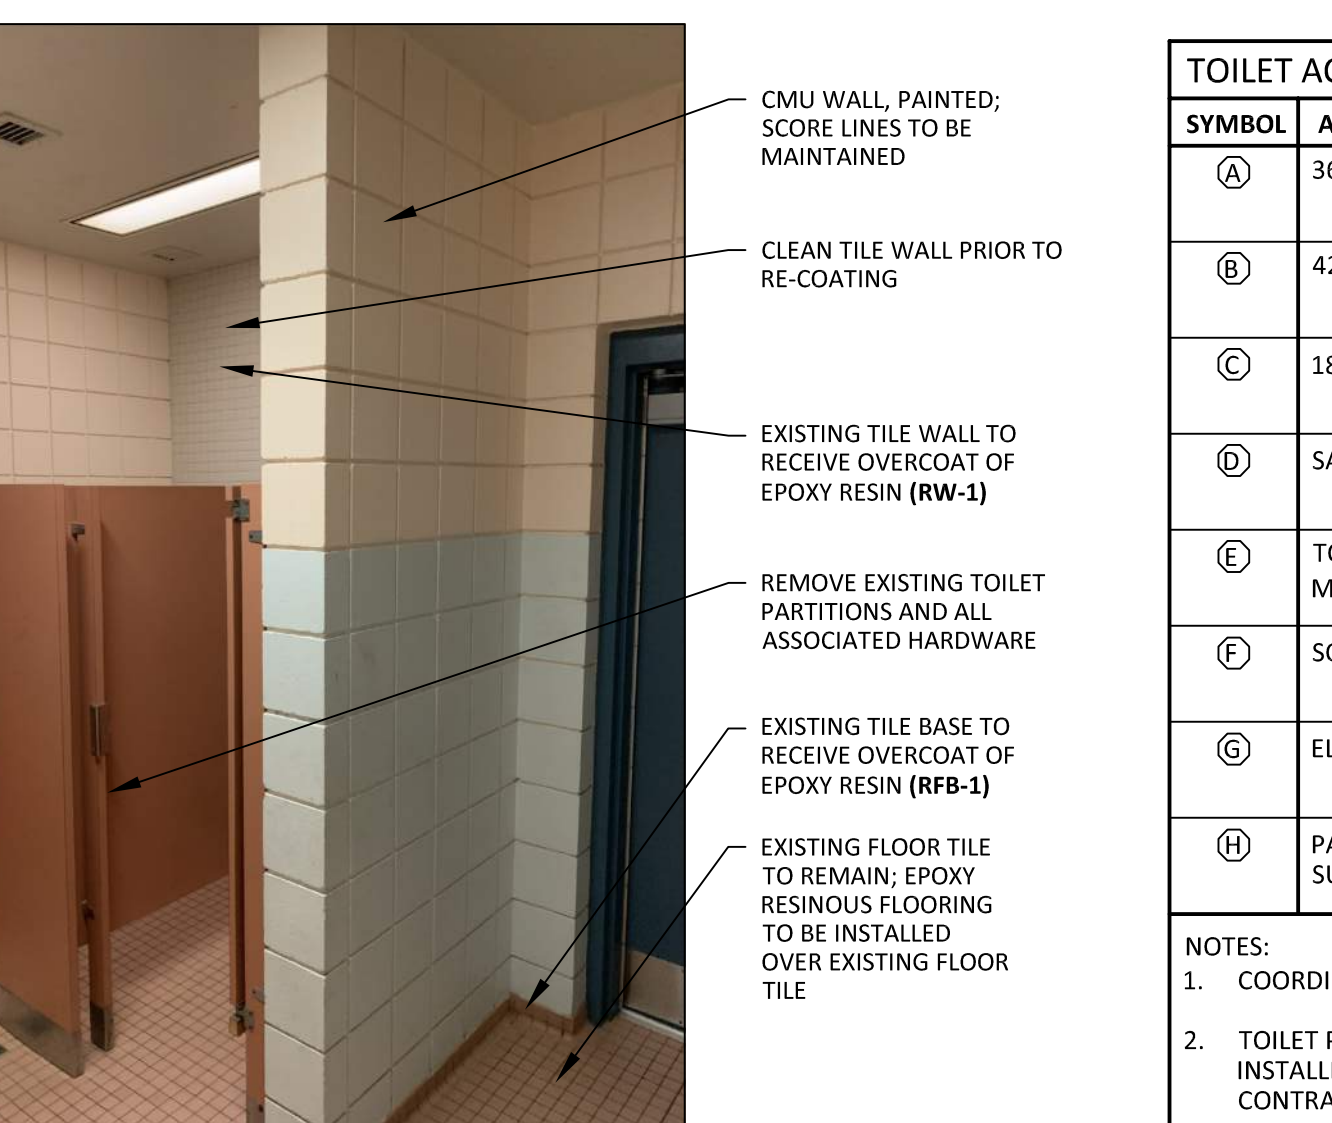 CMU WALL, PAINTED;
SCORE LINES TO BE
MAINTAINED
CLEAN TILE WALL PRIOR TO
RE-COATING
EXISTING TILE WALL TO
RECEIVE OVERCOAT OF
EPOXY RESIN (RW-1)
REMOVE EXISTING TOILET
PARTITIONS AND ALL
ASSOCIATED HARDWARE
EXISTING TILE BASE TO
RECEIVE OVERCOAT OF
EPOXY RESIN (RFB-1)
EXISTING FLOOR TILE
TO REMAIN; EPOXY
RESINOUS FLOORING
TO BE INSTALLED
OVER EXISTING FLOOR
TILE
TOILET
SYMBOL
A
B
C
D
E
F
G
H
NOTES:
1.
2. TOILET